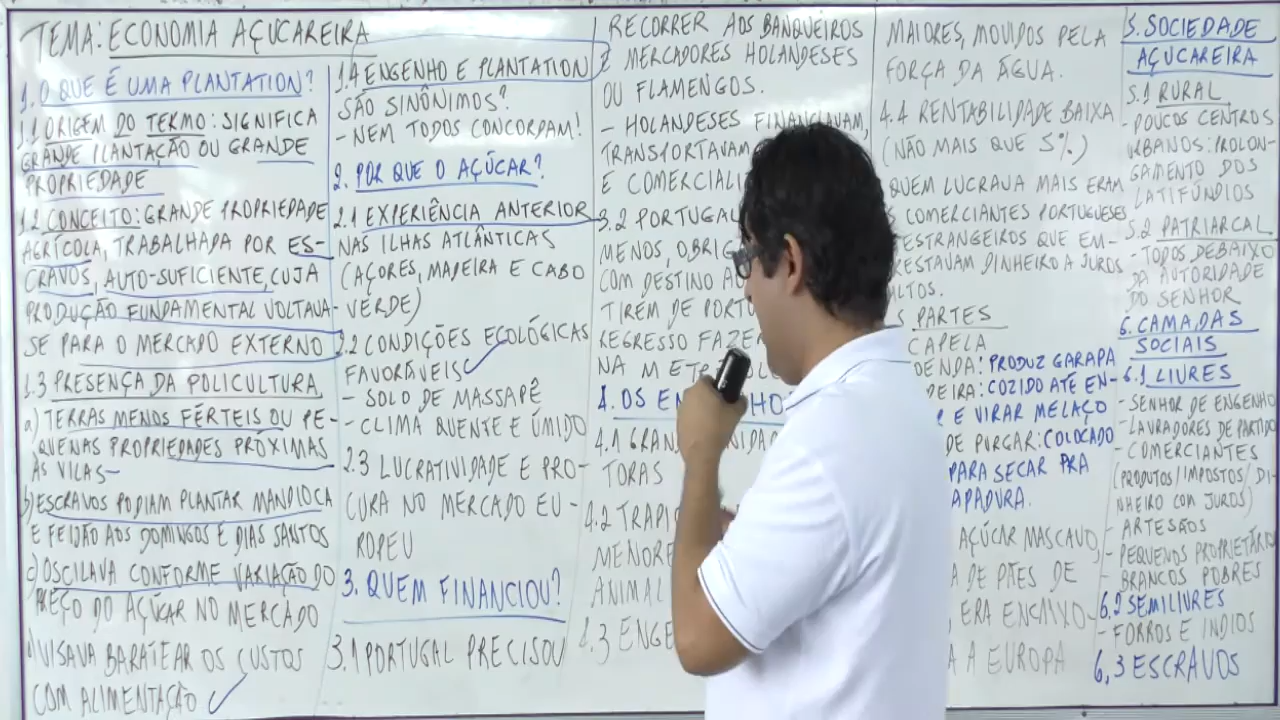 TEMA: ECONOMIA AÇUCAREIRA
1. O QUE É UMA PLANTATION?
1.1 ORIGEM DO TERMO: SIGNIFICA
GRANDE PLANTAÇÃO OU GRANDE
PROPRIEDADE
1.2 CONCEITO: GRANDE PROPRIEDADE
AGRÍCOLA, TRABALHADA POR ES-
CRAVOS, AUTO-SUFICIENTE, CUJA
PRODUÇÃO FUNDAMENTAL VOLTAVA-
SE PARA O MERCADO EXTERNO
1.3 PRESENÇA DA POLICULTURA
a) TERRAS MENOS FÉRTEIS OU PE-
QUENAS PROPRIEDADES PRÓXIMAS
ÀS VILAS
b) ESCRAVOS PODIAM PLANTAR MANDIOCA
E FEIJÃO AOS DOMINGOS E DIAS SANTOS
c) OSCILAVA CONFORME VARIAÇÃO DO
PREÇO DO AÇÚCAR NO MERCADO
d) VISAVA BARATEAR OS CUSTOS
COM ALIMENTAÇÃO
1.4 ENGENHO E PLANTATION
SÃO SINÔNIMOS?
- NEM TODOS CONCORDAM!
2. POR QUE O AÇÚCAR?
2.1 EXPERIÊNCIA ANTERIOR
NAS ILHAS ATLÂNTICAS
(AÇORES, MADEIRA E CABO
VERDE)
2.2 CONDIÇÕES ECOLÓGICAS
FAVORÁVEIS
- SOLO DE MASSAPÊ
- CLIMA QUENTE E ÚMIDO
2.3 LUCRATIVIDADE E PRO-
CURA NO MERCADO EU-
ROPEU
3. QUEM FINANCIOU?
3.1 PORTUGAL PRECISOU
RECORRER AOS BANQUEIROS
E MERCADORES HOLANDESES
OU FLAMENGOS.
- HOLANDESES FINANCIAVAM,
TRANSPORTAVAM
E COMERCIALI
3.2 PORTUGAL
MENOS, OBRIG
COM DESTINO AO
TIREM DE PORTU
REGRESSO FAZER
NA METR
4. OS EN HO
4.1 GRAN UNIDA
TORAS
4.2 TRAPI
MENORE
ANIMAL
4.3 ENGE
MAIORES, MOVIDOS PELA
FORÇA DA ÁGUA.
4.4 RENTABILIDADE BAIXA
(NÃO MAIS QUE 5%)
QUEM LUCRAVA MAIS ERAM
S COMERCIANTES PORTUGUESES
ESTRANGEIROS QUE EM-
RESTAVAM DINHEIRO A JUROS
ALTOS.
S PARTES
CAPELA
OENDA: PRODUZ GARAPA
DEIRA: COZIDO ATÉ EN-
E VIRAR MELAÇO
DE PURGAR: COLOCADO
PARA SECAR PRA
APADURA.
AÇÚCAR MASCAVO,
A DE PÃES DE
, ERA ENCAIXO-
A A EUROPA
5. SOCIEDADE
AÇUCAREIRA
5.1 RURAL
- POUCOS CENTROS
URBANOS: PROLON-
GAMENTO DOS
LATIFÚNDIOS
5.2 PATRIARCAL
- TODOS DEBAIXO
DA AUTORIDADE
DO SENHOR
6. CAMADAS
SOCIAIS
6.1 LIVRES
- SENHOR DE ENGENHO
- LAVRADORES DE PARTIDO
- COMERCIANTES
(PRODUTOS/IMPOSTOS/DI-
NHEIRO COM JUROS)
- ARTESÃOS
- PEQUENOS PROPRIETÁRIO
- BRANCOS POBRES
6.2 SEMILIVRES
- FORROS E INDIOS
6.3 ESCRAVOS